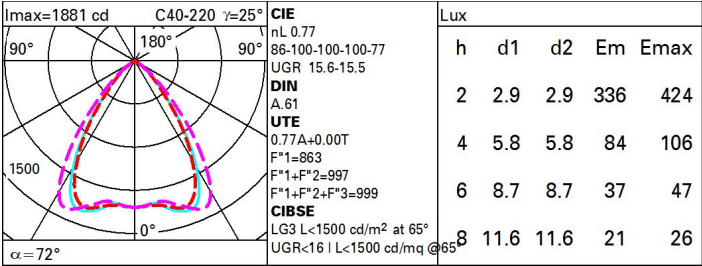 Imax=1881 cd C40-220 γ=25°
90° 180° 90°
1500
0°
α=72°
CIE
nL 0.77
86-100-100-100-77
UGR 15.6-15.5
DIN
A.61
UTE
0.77A+0.00T
F"1=863
F"1+F"2=997
F"1+F"2+F"3=999
CIBSE
LG3 L<1500 cd/m² at 65°
UGR<16 | L<1500 cd/mq @65°
Lux
h d1 d2 Em Emax
2 2.9 2.9 336 424
4 5.8 5.8 84 106
6 8.7 8.7 37 47
8 11.6 11.6 21 26